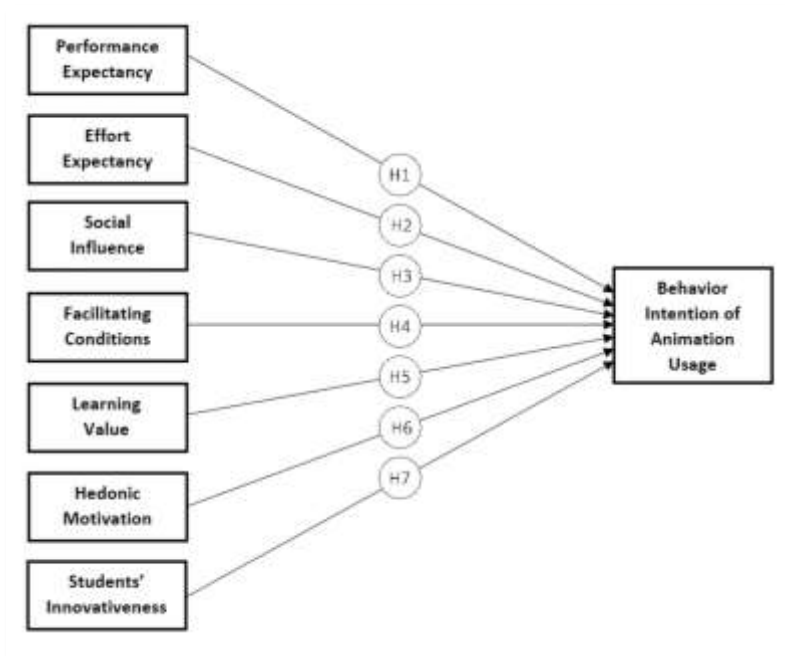 Performance
Expectancy
Effort
Expectancy
Social
Influence
Facilitating
Conditions
Learning
Value
Hedonic
Motivation
Students’
Innovativeness
H1
H2
H3
H4
H5
H6
H7
Behavior
Intention of
Animation
Usage